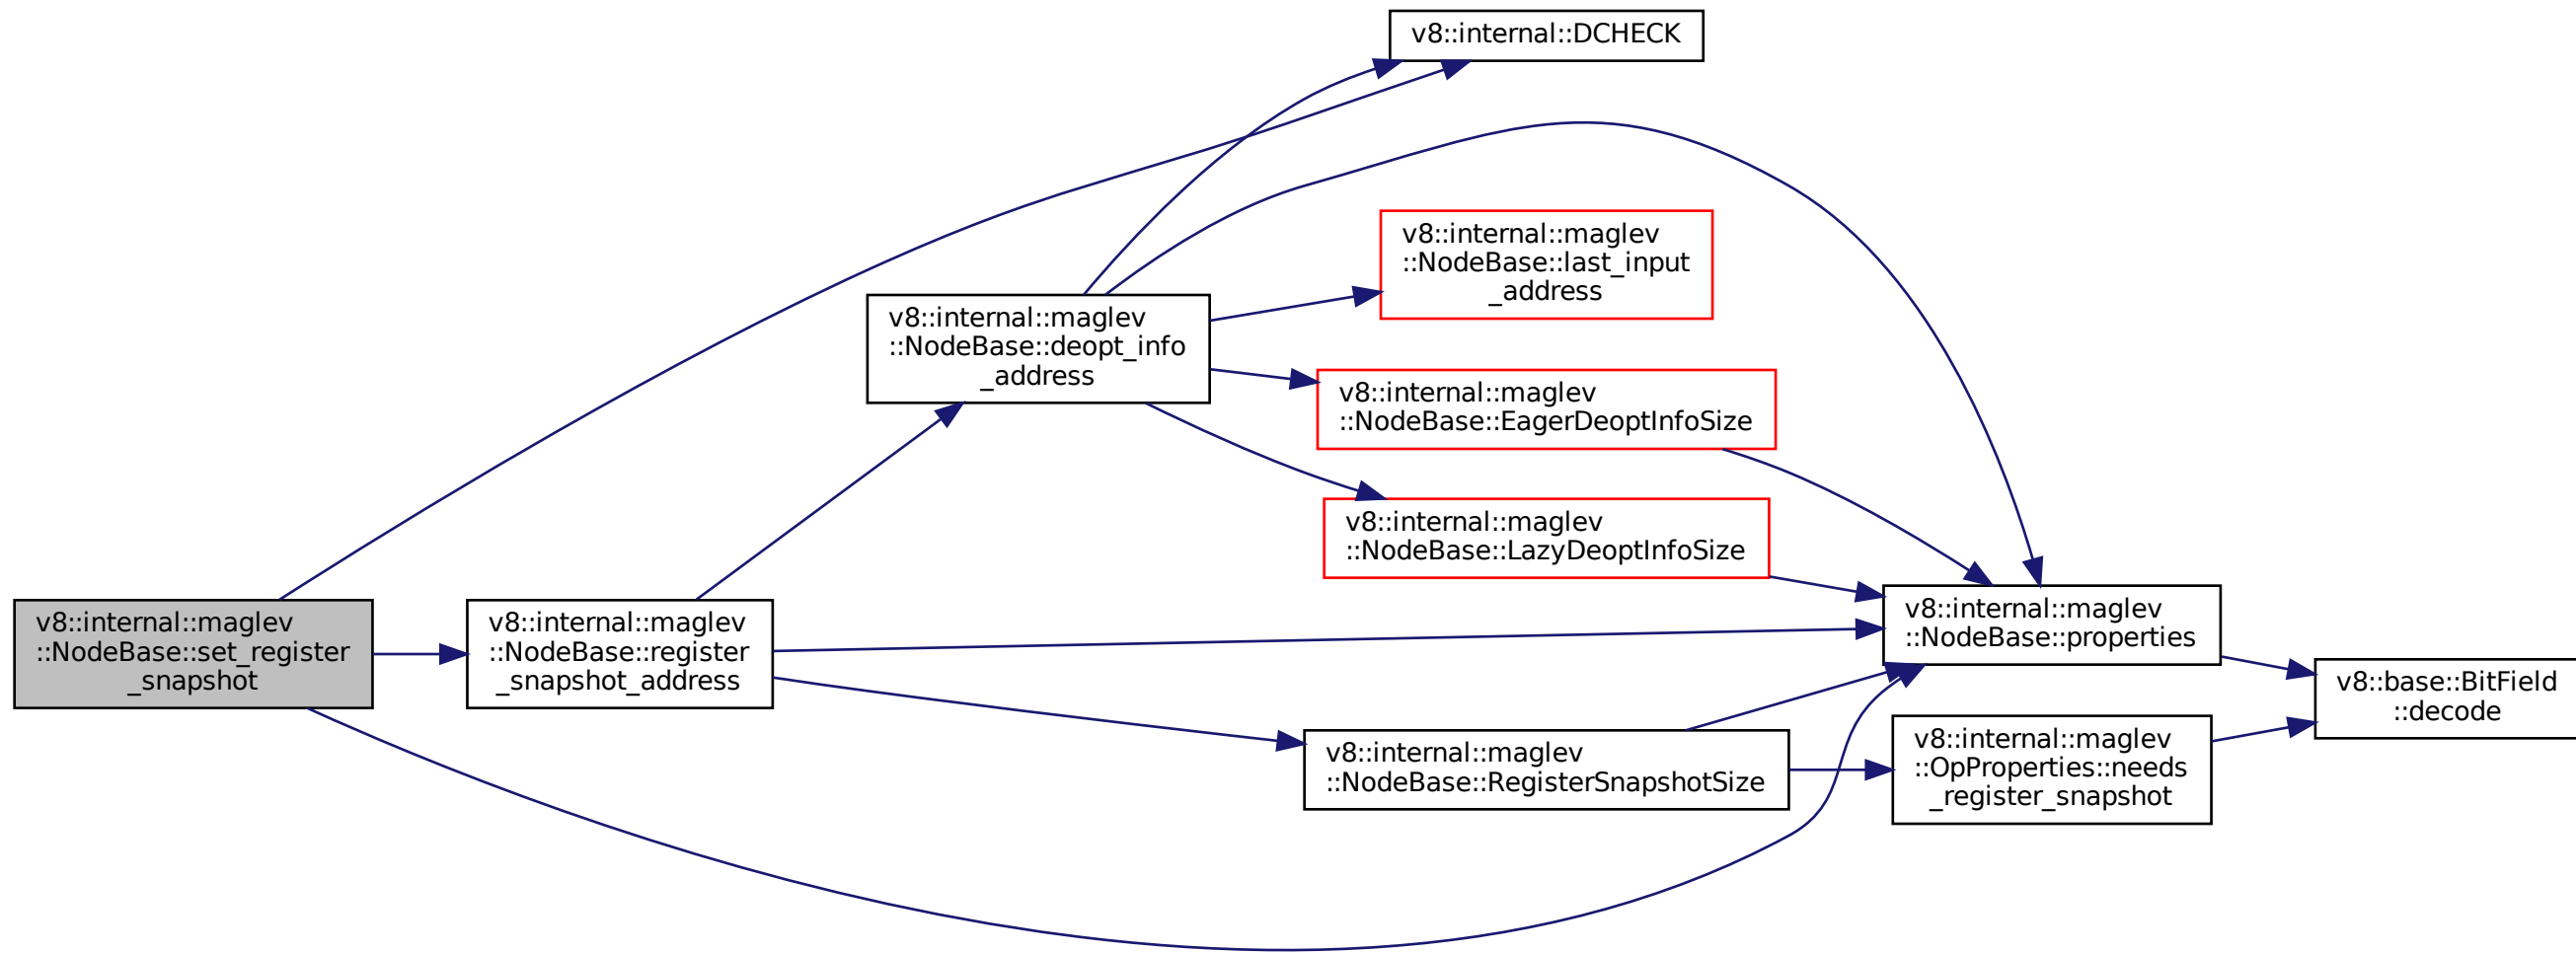 v8::internal::DCHECK
v8::internal::maglev
::NodeBase::last_input
_address
v8::internal::maglev
::NodeBase::deopt_info
_address
v8::internal::maglev
::NodeBase::EagerDeoptInfoSize
v8::internal::maglev
::NodeBase::LazyDeoptInfoSize
v8::internal::maglev
::NodeBase::set_register
_snapshot
v8::internal::maglev
::NodeBase::register
_snapshot_address
v8::internal::maglev
::NodeBase::properties
v8::base::BitField
::decode
v8::internal::maglev
::NodeBase::RegisterSnapshotSize
v8::internal::maglev
::OpProperties::needs
_register_snapshot